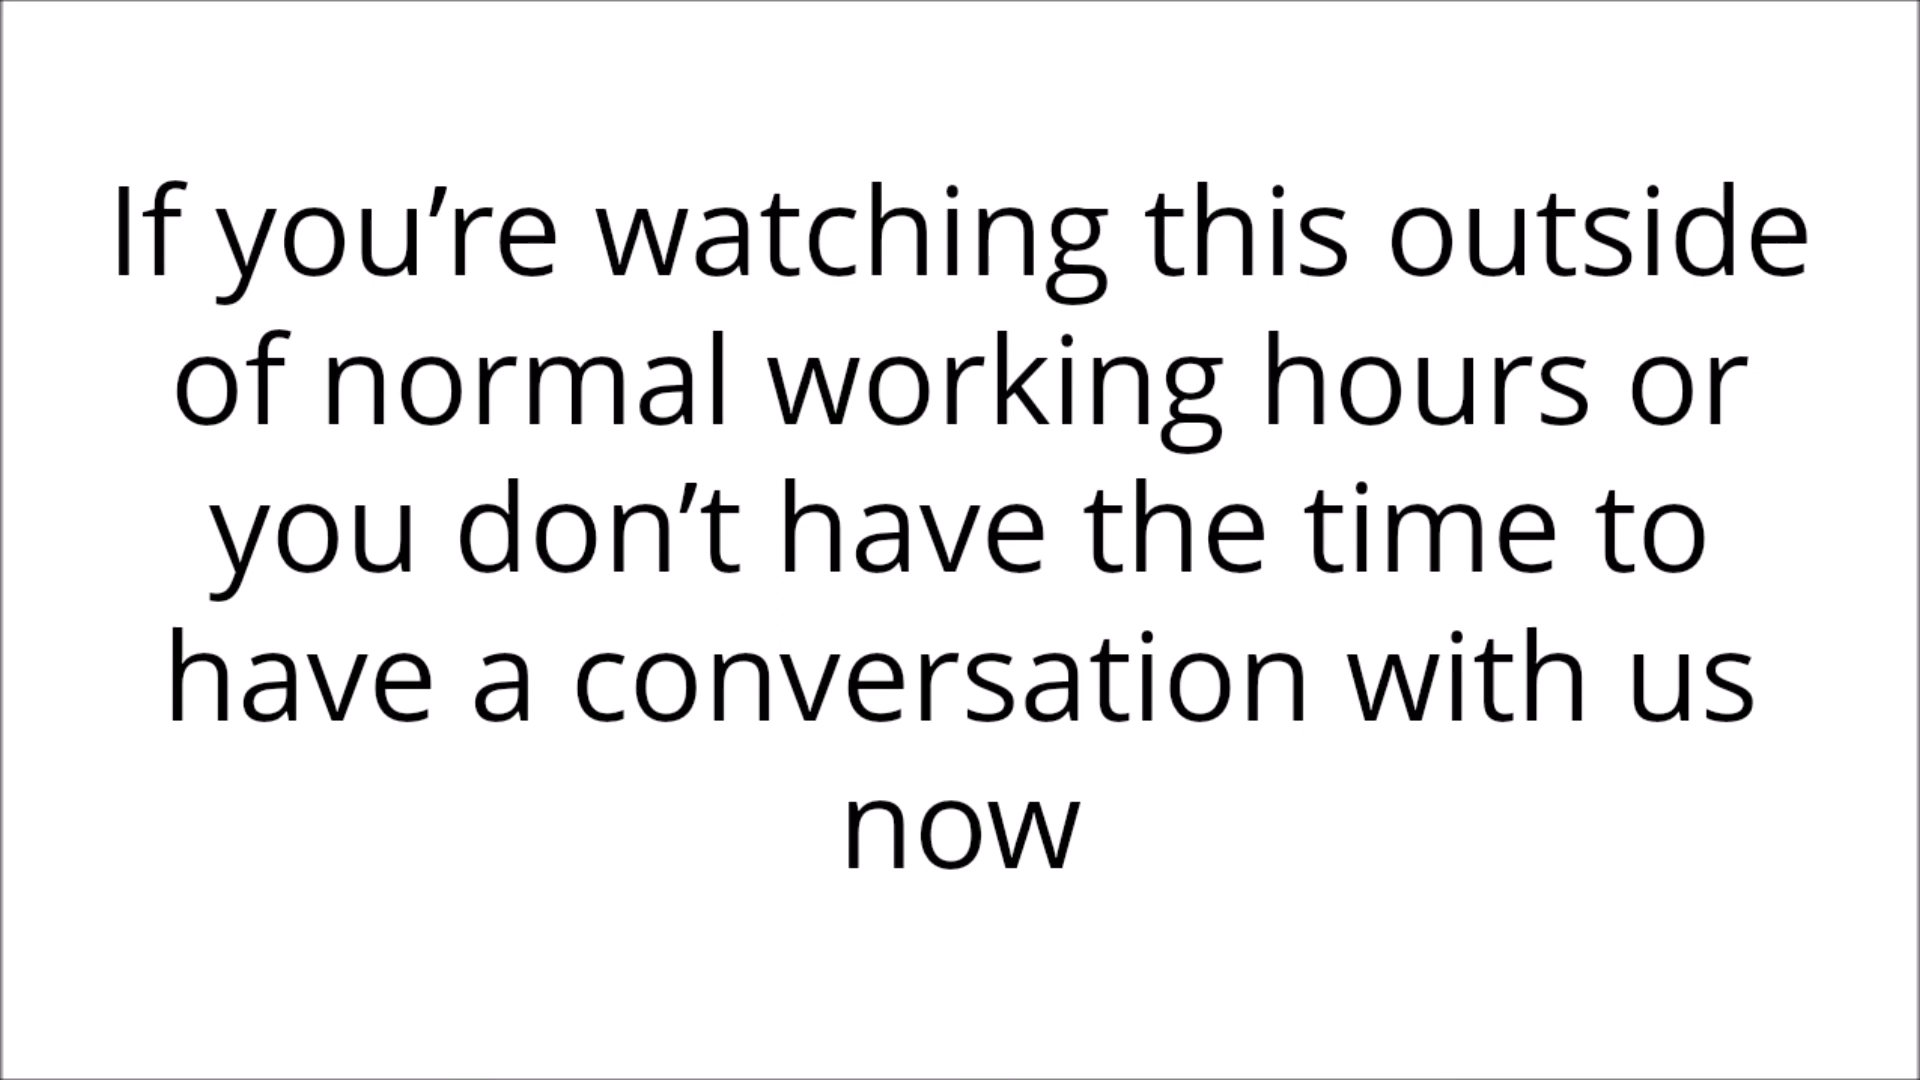 If you’re watching this outside
of normal working hours or
you don’t have the time to
have a conversation with us
now